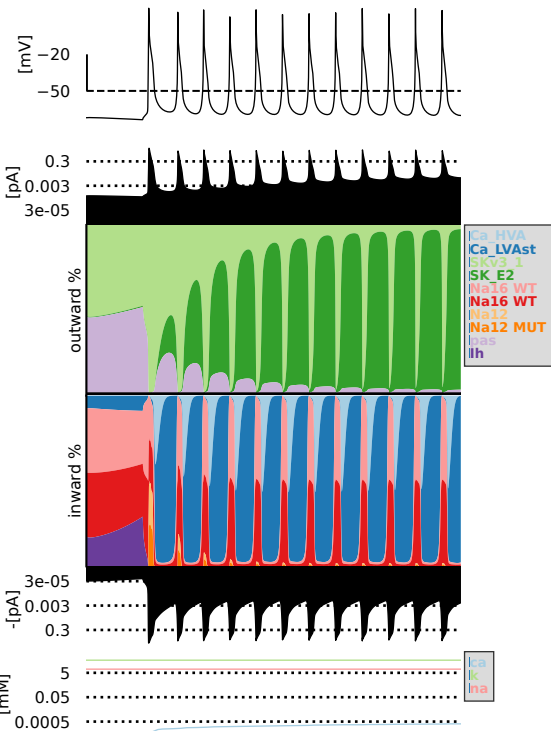 [mV]
−20
−50
[pA]
0.3
0.003
3e-05
outward %
Ca_HVA
Ca_LVAst
SKv3_1
SK_E2
Na16 WT
Na16 WT
Na12
Na12 MUT
pas
Ih
inward %
-[pA]
3e-05
0.003
0.3
[mM]
5
0.05
0.0005
ca
k
na